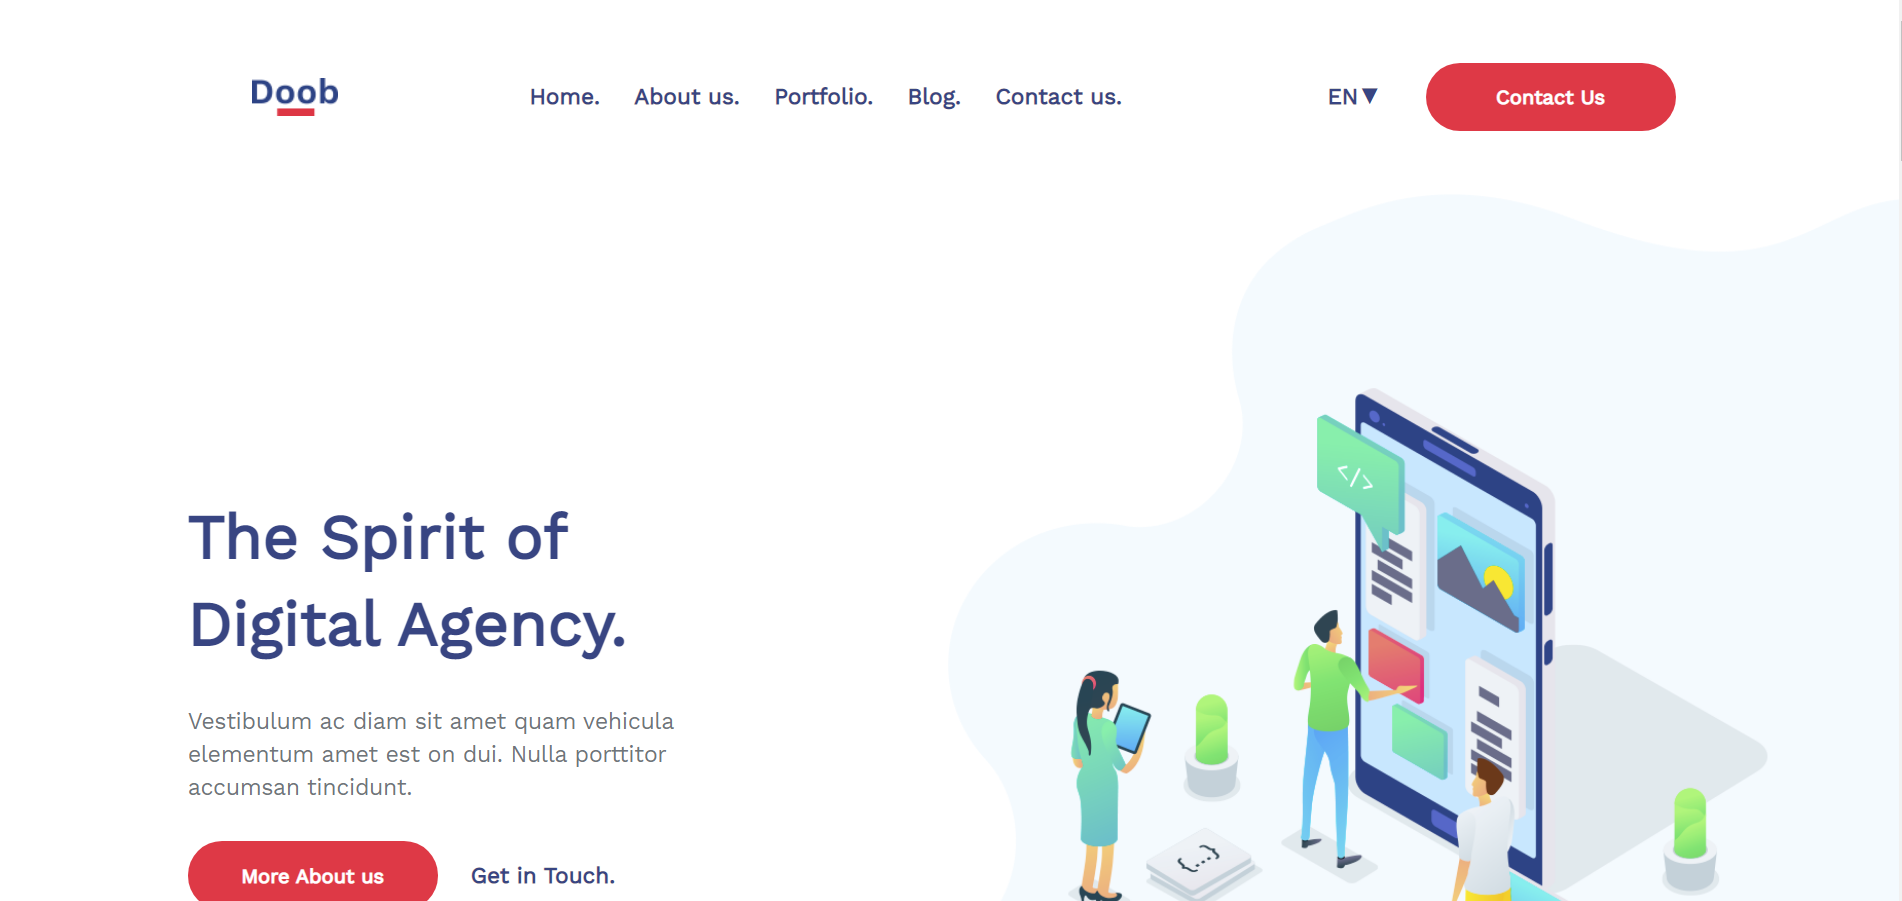 Doob
Home. About us. Portfolio. Blog. Contact us. EN▼ Contact Us
</>
The Spirit of
Digital Agency.
Vestibulum ac diam sit amet quam vehicula
elementum amet est on dui. Nulla porttitor
accumsan tincidunt.
More About us Get in Touch.
{...}